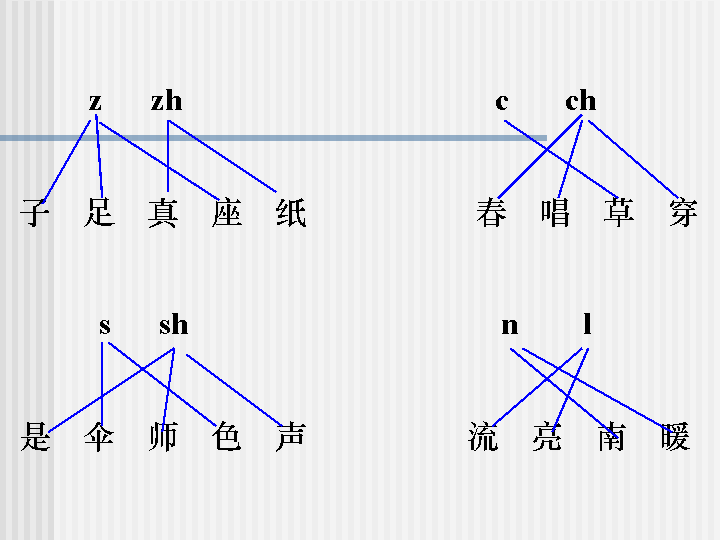 z zh c ch
子 足 真 座 纸 春 唱 草 穿
s sh n l
是 伞 师 色 声 流 亮 南 暖